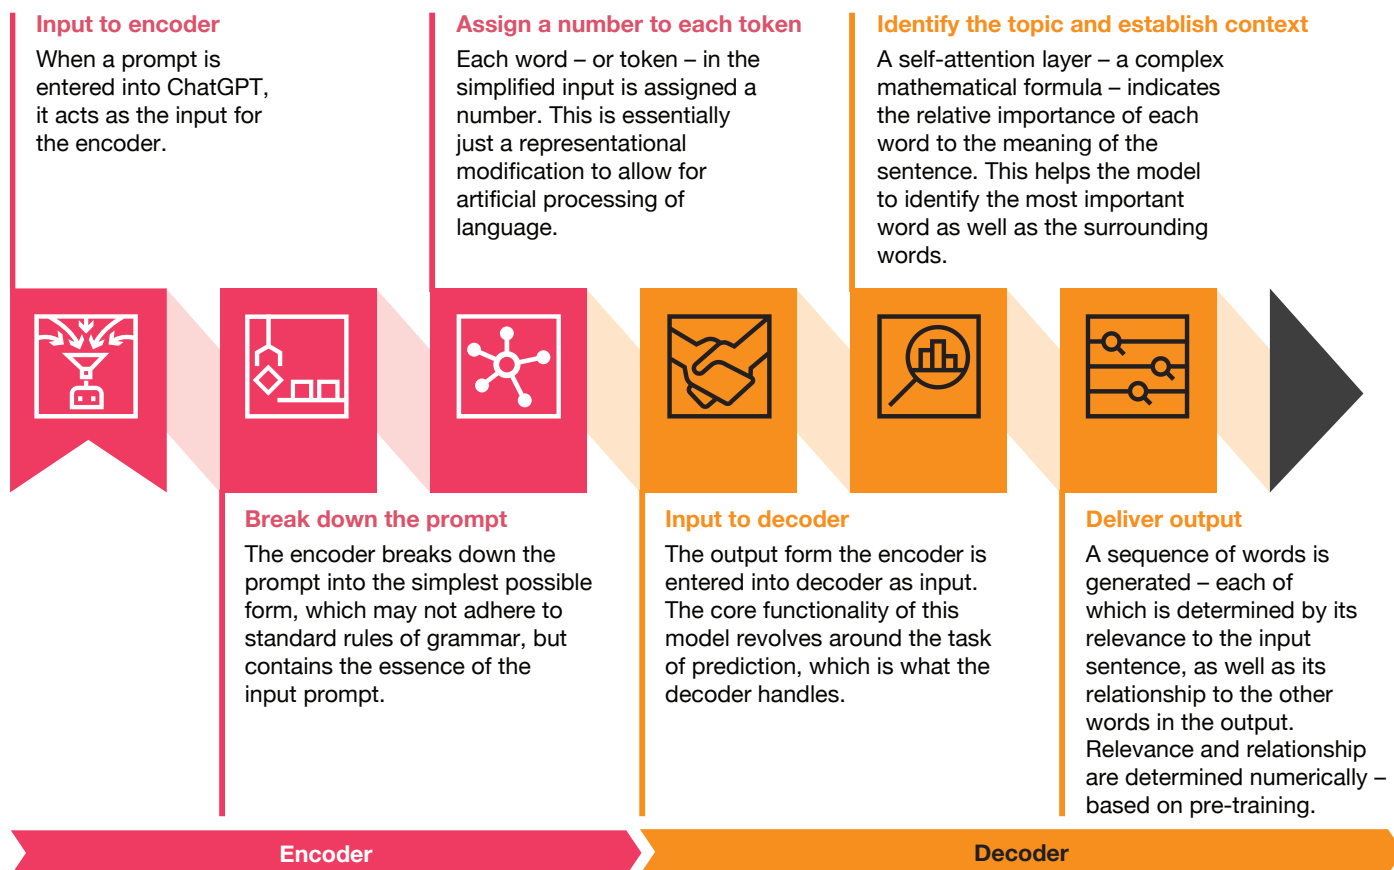 Input to encoder
When a prompt is
entered into ChatGPT,
it acts as the input for
the encoder.
Assign a number to each token
Each word – or token – in the
simplified input is assigned a
number. This is essentially
just a representational
modification to allow for
artificial processing of
language.
Identify the topic and establish context
A self-attention layer – a complex
mathematical formula – indicates
the relative importance of each
word to the meaning of the
sentence. This helps the model
to identify the most important
word as well as the surrounding
words.
Break down the prompt
The encoder breaks down the
prompt into the simplest possible
form, which may not adhere to
standard rules of grammar, but
contains the essence of the
input prompt.
Input to decoder
The output form the encoder is
entered into decoder as input.
The core functionality of this
model revolves around the task
of prediction, which is what the
decoder handles.
Deliver output
A sequence of words is
generated – each of
which is determined by its
relevance to the input
sentence, as well as its
relationship to the other
words in the output.
Relevance and relationship
are determined numerically –
based on pre-training.
Encoder
Decoder